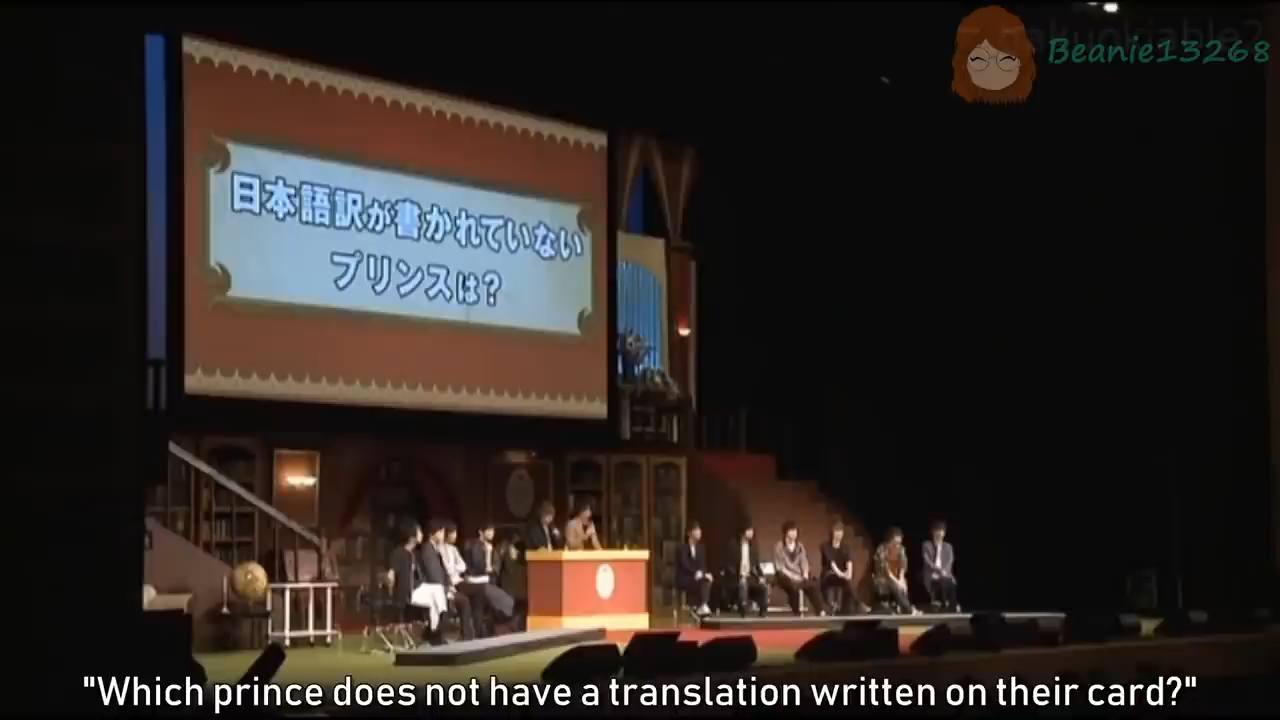 Beanie13268
日本語訳が書かれていない
プリンスは?
"Which prince does not have a translation written on their card?"